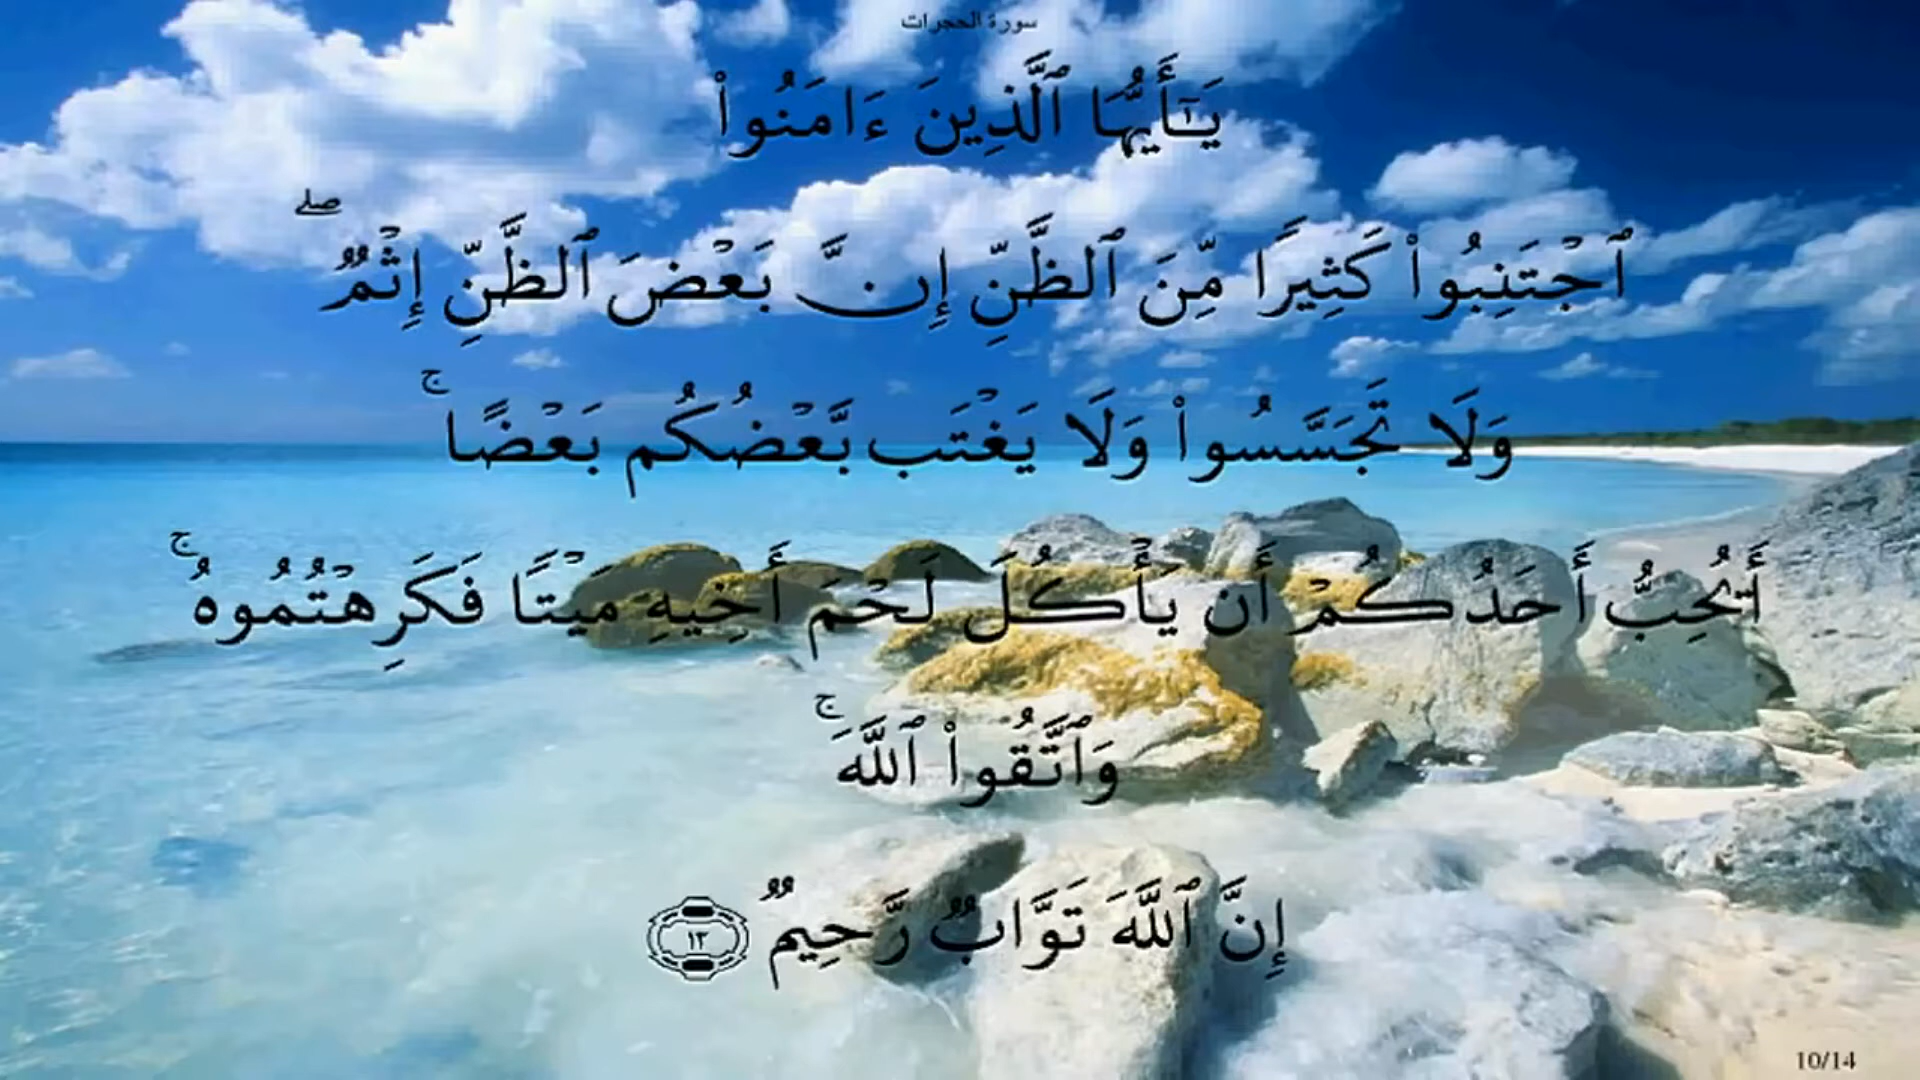 سورة الحجرات
يَٰٓأَيُّهَا ٱلَّذِينَ ءَامَنُوا۟
ٱجْتَنِبُوا۟ كَثِيرًا مِّنَ ٱلظَّنِّ إِنَّ بَعْضَ ٱلظَّنِّ إِثْمٌ ۖ
وَلَا تَجَسَّسُوا۟ وَلَا يَغْتَب بَّعْضُكُم بَعْضًا ۚ
أَيُحِبُّ أَحَدُكُمْ أَن يَأْكُلَ لَحْمَ أَخِيهِ مَيْتًا فَكَرِهْتُمُوهُ ۚ
وَٱتَّقُوا۟ ٱللَّهَ ۚ
إِنَّ ٱللَّهَ تَوَّابٌ رَّحِيمٌ ١٢
10/14